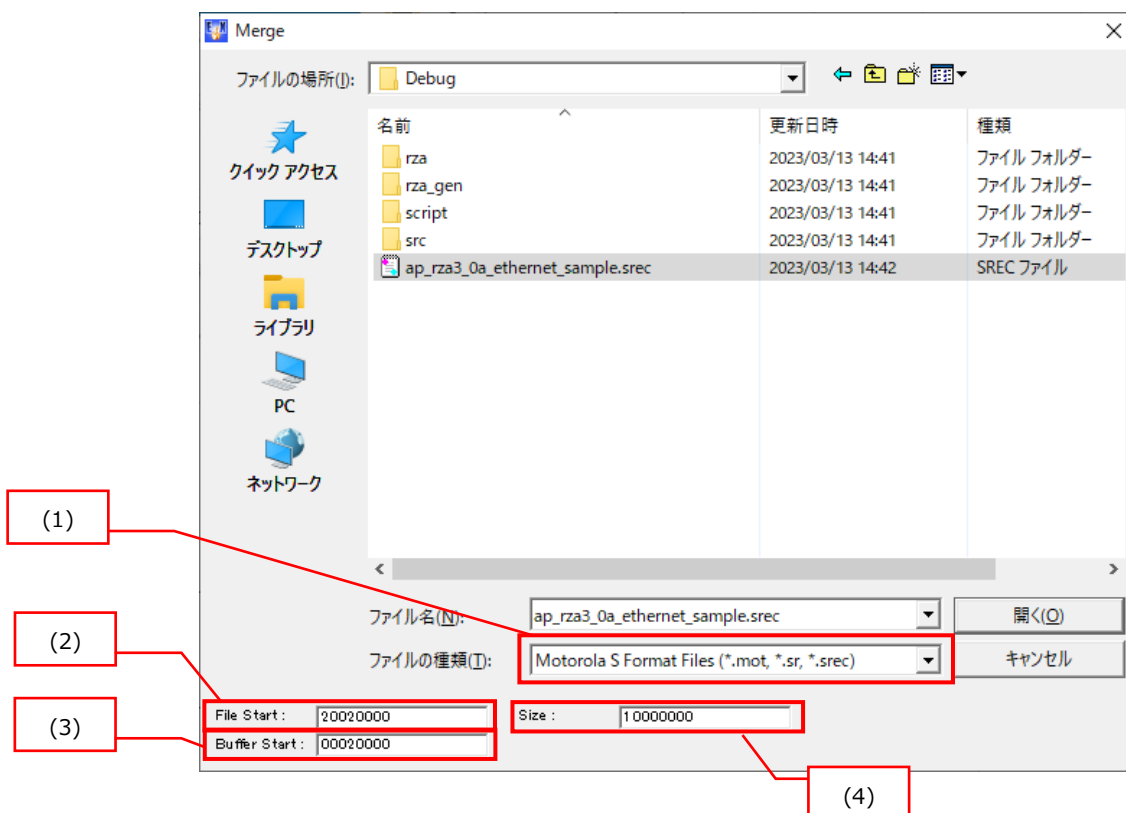 Merge
ファイルの場所(I):
Debug
名前
更新日時
種類
クイック アクセス
デスクトップ
ライブラリ
PC
ネットワーク
rza
2023/03/13 14:41
ファイル フォルダー
rza_gen
2023/03/13 14:41
ファイル フォルダー
script
2023/03/13 14:41
ファイル フォルダー
src
2023/03/13 14:41
ファイル フォルダー
ap_rza3_0a_ethernet_sample.srec
2023/03/13 14:42
SREC ファイル
(1)
ファイル名(N):
ap_rza3_0a_ethernet_sample.srec
開く(O)
(2)
ファイルの種類(T):
Motorola S Format Files (*.mot, *.sr, *.srec)
キャンセル
File Start :
20020000
Size :
10000000
(3)
Buffer Start :
00020000
(4)